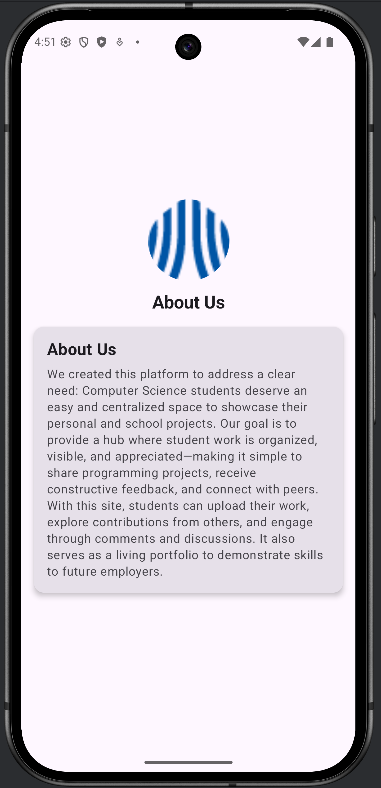 4:51
About Us
About Us
We created this platform to address a clear
need: Computer Science students deserve an
easy and centralized space to showcase their
personal and school projects. Our goal is to
provide a hub where student work is organized,
visible, and appreciated—making it simple to
share programming projects, receive
constructive feedback, and connect with peers.
With this site, students can upload their work,
explore contributions from others, and engage
through comments and discussions. It also
serves as a living portfolio to demonstrate skills
to future employers.